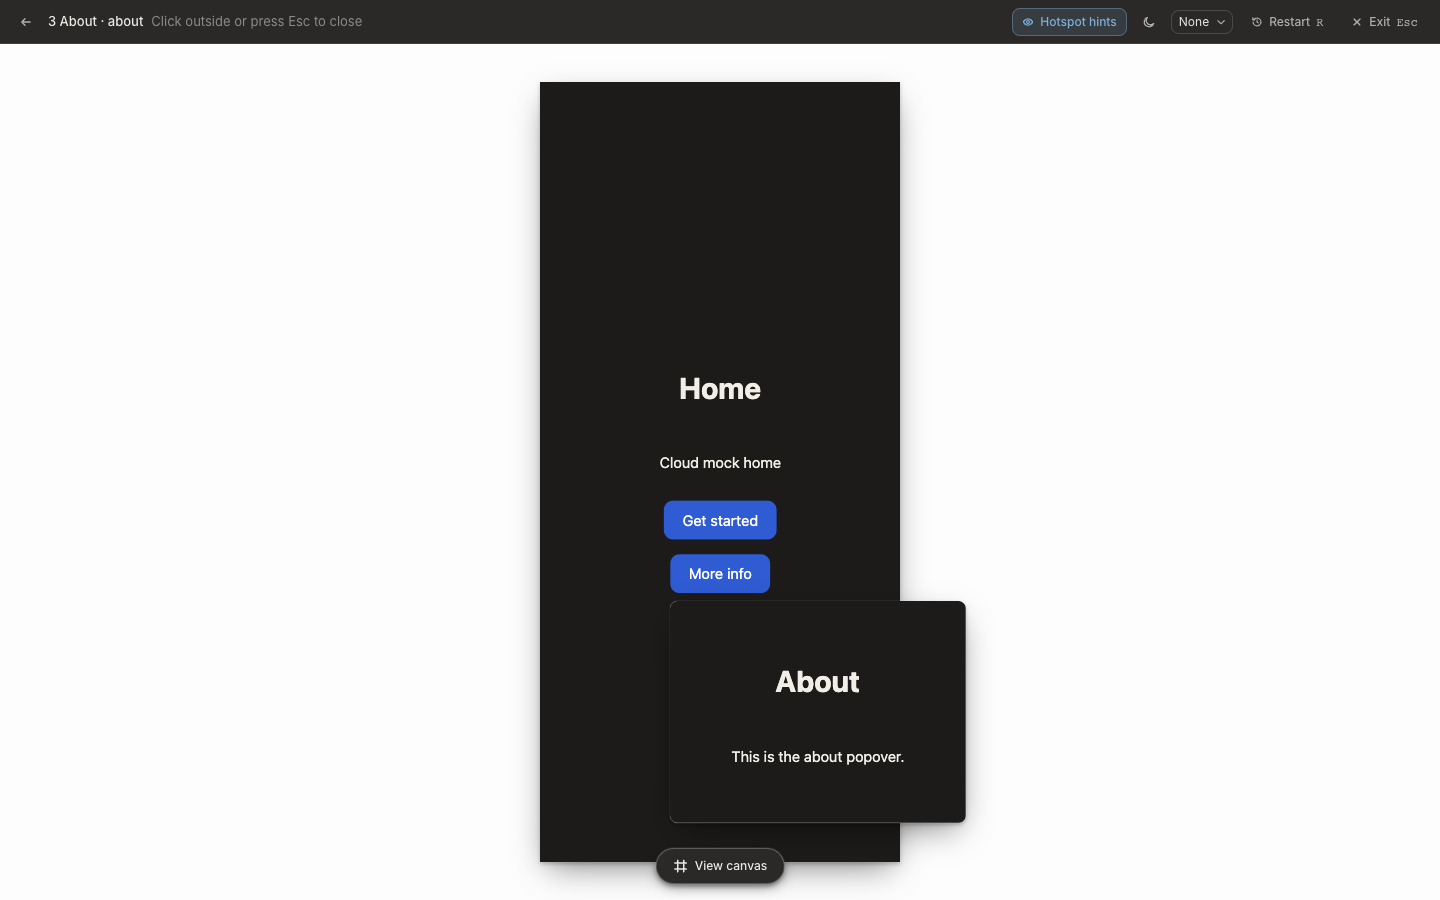 3 About · about Click outside or press Esc to close
Hotspot hints
None
Restart R
Exit Esc
Home
Cloud mock home
Get started
More info
About
This is the about popover.
View canvas